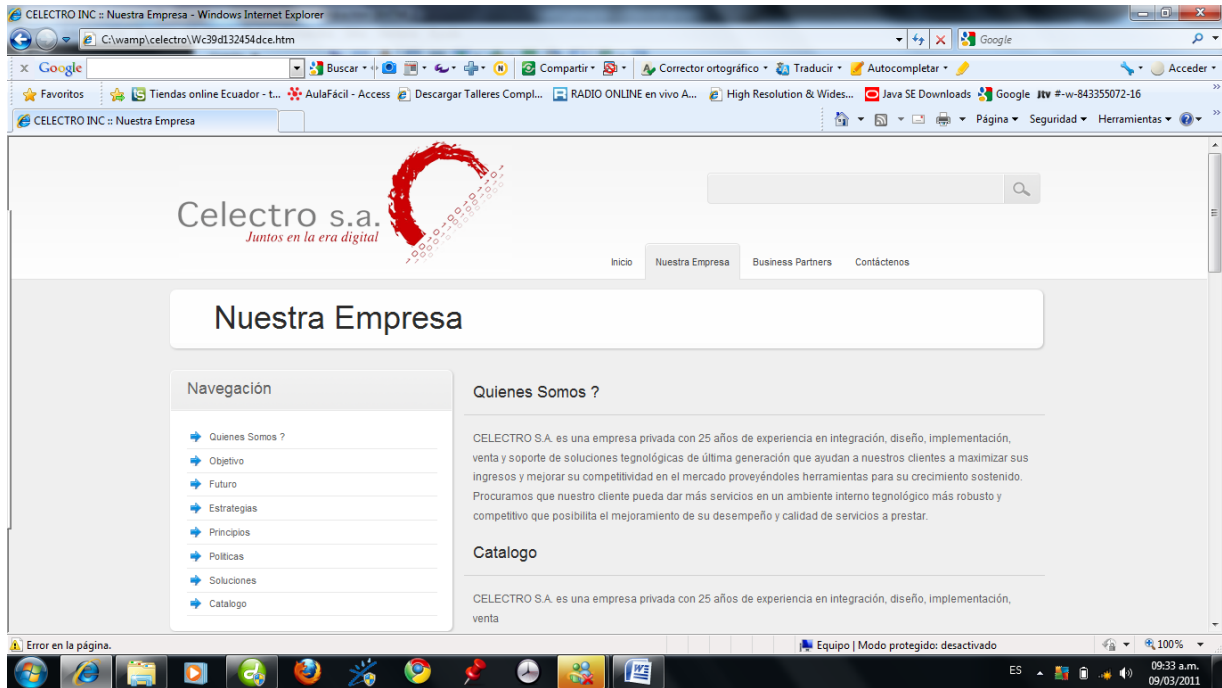 CELECTRO INC :: Nuestra Empresa - Windows Internet Explorer
C:\wamp\celectro\Wc39d132454dce.htm
Google
x Google
Buscar
Compartir
Corrector ortográfico
Traducir
Autocompletar
Acceder
Favoritos
Tiendas online Ecuador - t...
AulaFácil - Access
Descargar Talleres Compl...
RADIO ONLINE en vivo A...
High Resolution & Wides...
Java SE Downloads
Google
#-w-843355072-16
CELECTRO INC :: Nuestra Empresa
Página
Seguridad
Herramientas
Celectro s.a.
Juntos en la era digital
Inicio
Nuestra Empresa
Business Partners
Contáctenos
Nuestra Empresa
Navegación
Quienes Somos ?
Objetivo
Futuro
Estrategias
Principios
Politicas
Soluciones
Catalogo
Quienes Somos ?
CELECTRO S.A. es una empresa privada con 25 años de experiencia en integración, diseño, implementación,
venta y soporte de soluciones tegnológicas de última generación que ayudan a nuestros clientes a maximizar sus
ingresos y mejorar su competitividad en el mercado proveyéndoles herramientas para su crecimiento sostenido.
Procuramos que nuestro cliente pueda dar más servicios en un ambiente interno tegnológico más robusto y
competitivo que posibilita el mejoramiento de su desempeño y calidad de servicios a prestar.
Catalogo
CELECTRO S.A. es una empresa privada con 25 años de experiencia en integración, diseño, implementación,
venta
Error en la página.
Equipo | Modo protegido: desactivado
100%
ES
09:33 a.m.
09/03/2011